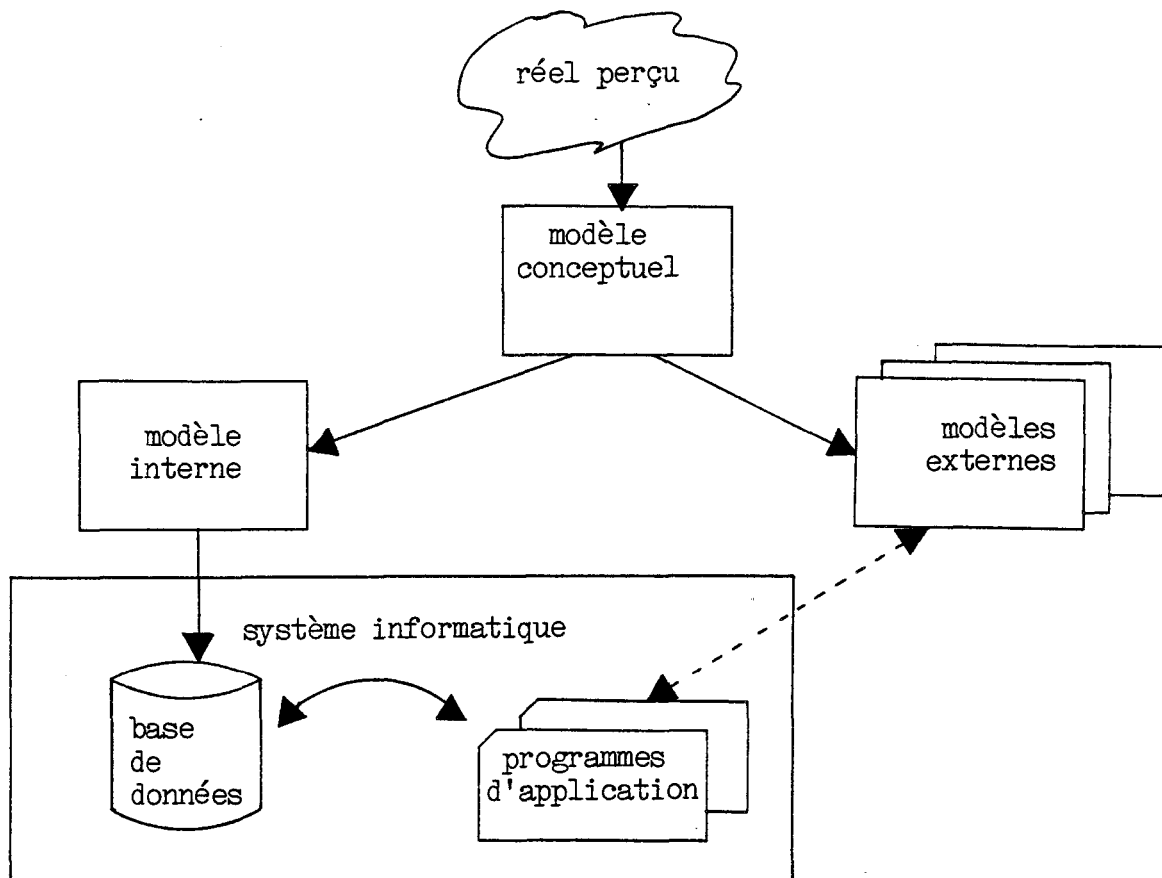 réel perçu
modèle
conceptuel
modèle
interne
modèles
externes
système informatique
base
de
données
programmes
d'application